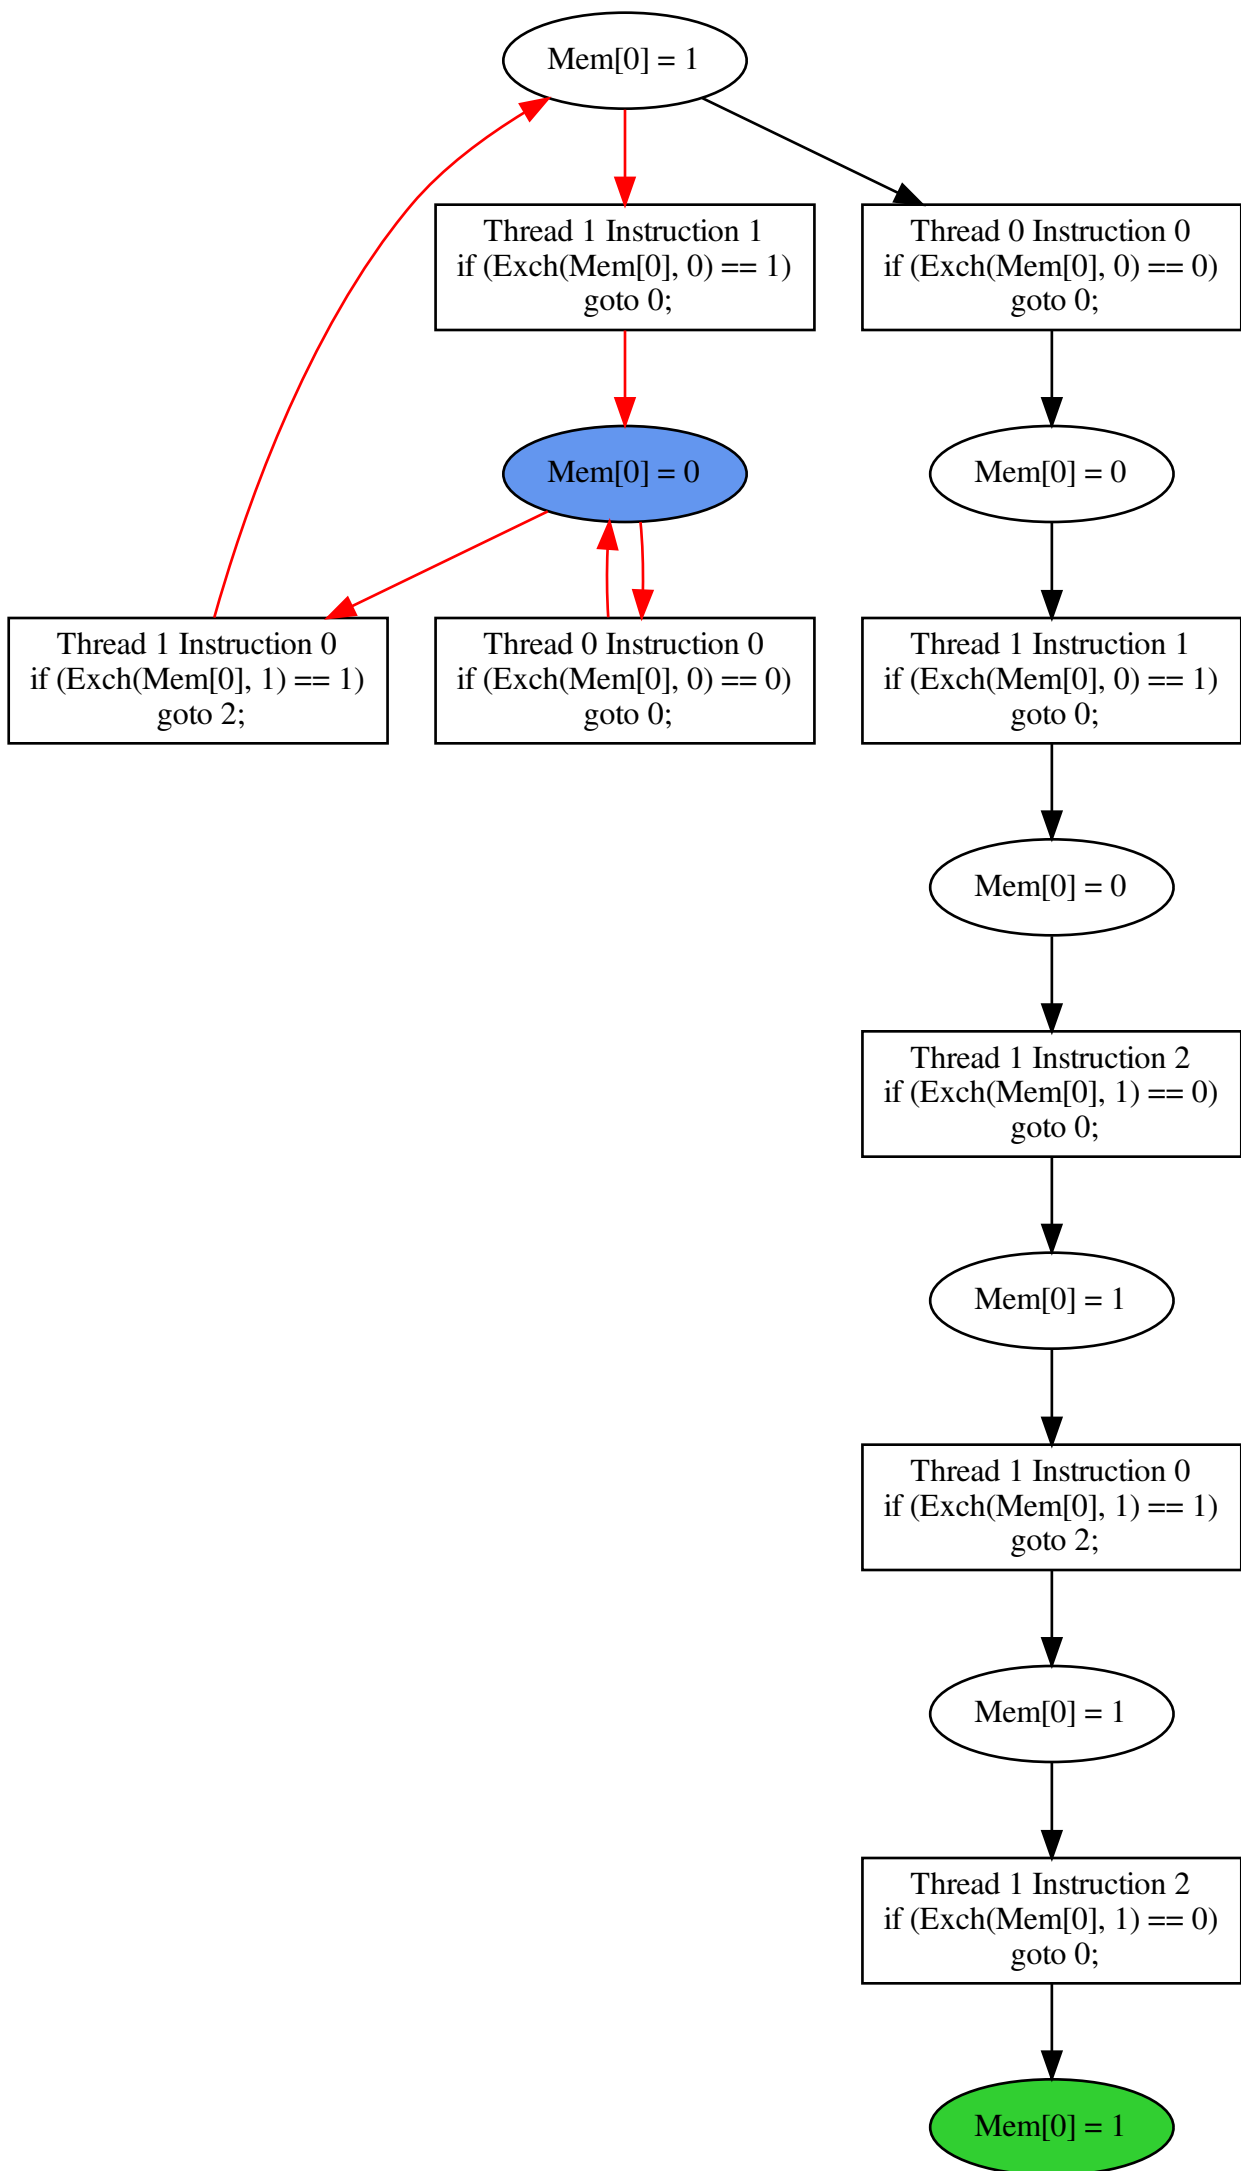 Mem[0] = 1
Thread 1 Instruction 1
if (Exch(Mem[0], 0) == 1)
goto 0;
Thread 0 Instruction 0
if (Exch(Mem[0], 0) == 0)
goto 0;
Mem[0] = 0
Mem[0] = 0
Thread 1 Instruction 0
if (Exch(Mem[0], 1) == 1)
goto 2;
Thread 0 Instruction 0
if (Exch(Mem[0], 0) == 0)
goto 0;
Thread 1 Instruction 1
if (Exch(Mem[0], 0) == 1)
goto 0;
Mem[0] = 0
Thread 1 Instruction 2
if (Exch(Mem[0], 1) == 0)
goto 0;
Mem[0] = 1
Thread 1 Instruction 0
if (Exch(Mem[0], 1) == 1)
goto 2;
Mem[0] = 1
Thread 1 Instruction 2
if (Exch(Mem[0], 1) == 0)
goto 0;
Mem[0] = 1